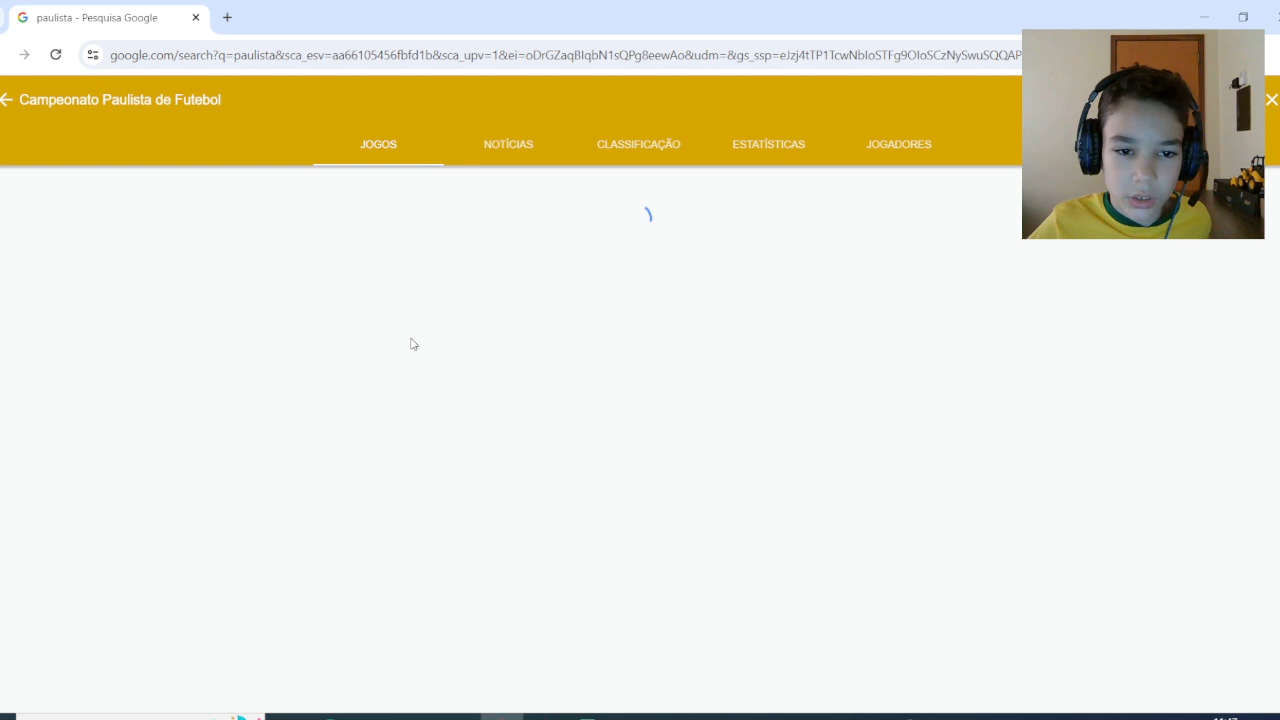 paulista - Pesquisa Google
google.com/search?q=paulista&sca_esv=aa66105456fbfd1b&sca_upv=1&ei=oDrGZaqBIqbN1sQPg8eewAo&udm=&gs_ssp=eJzj4tTP1TcwNbIoSTFg9OIoSCzNySwuSQQAP
Campeonato Paulista de Futebol
JOGOS NOTÍCIAS CLASSIFICAÇÃO ESTATÍSTICAS JOGADORES